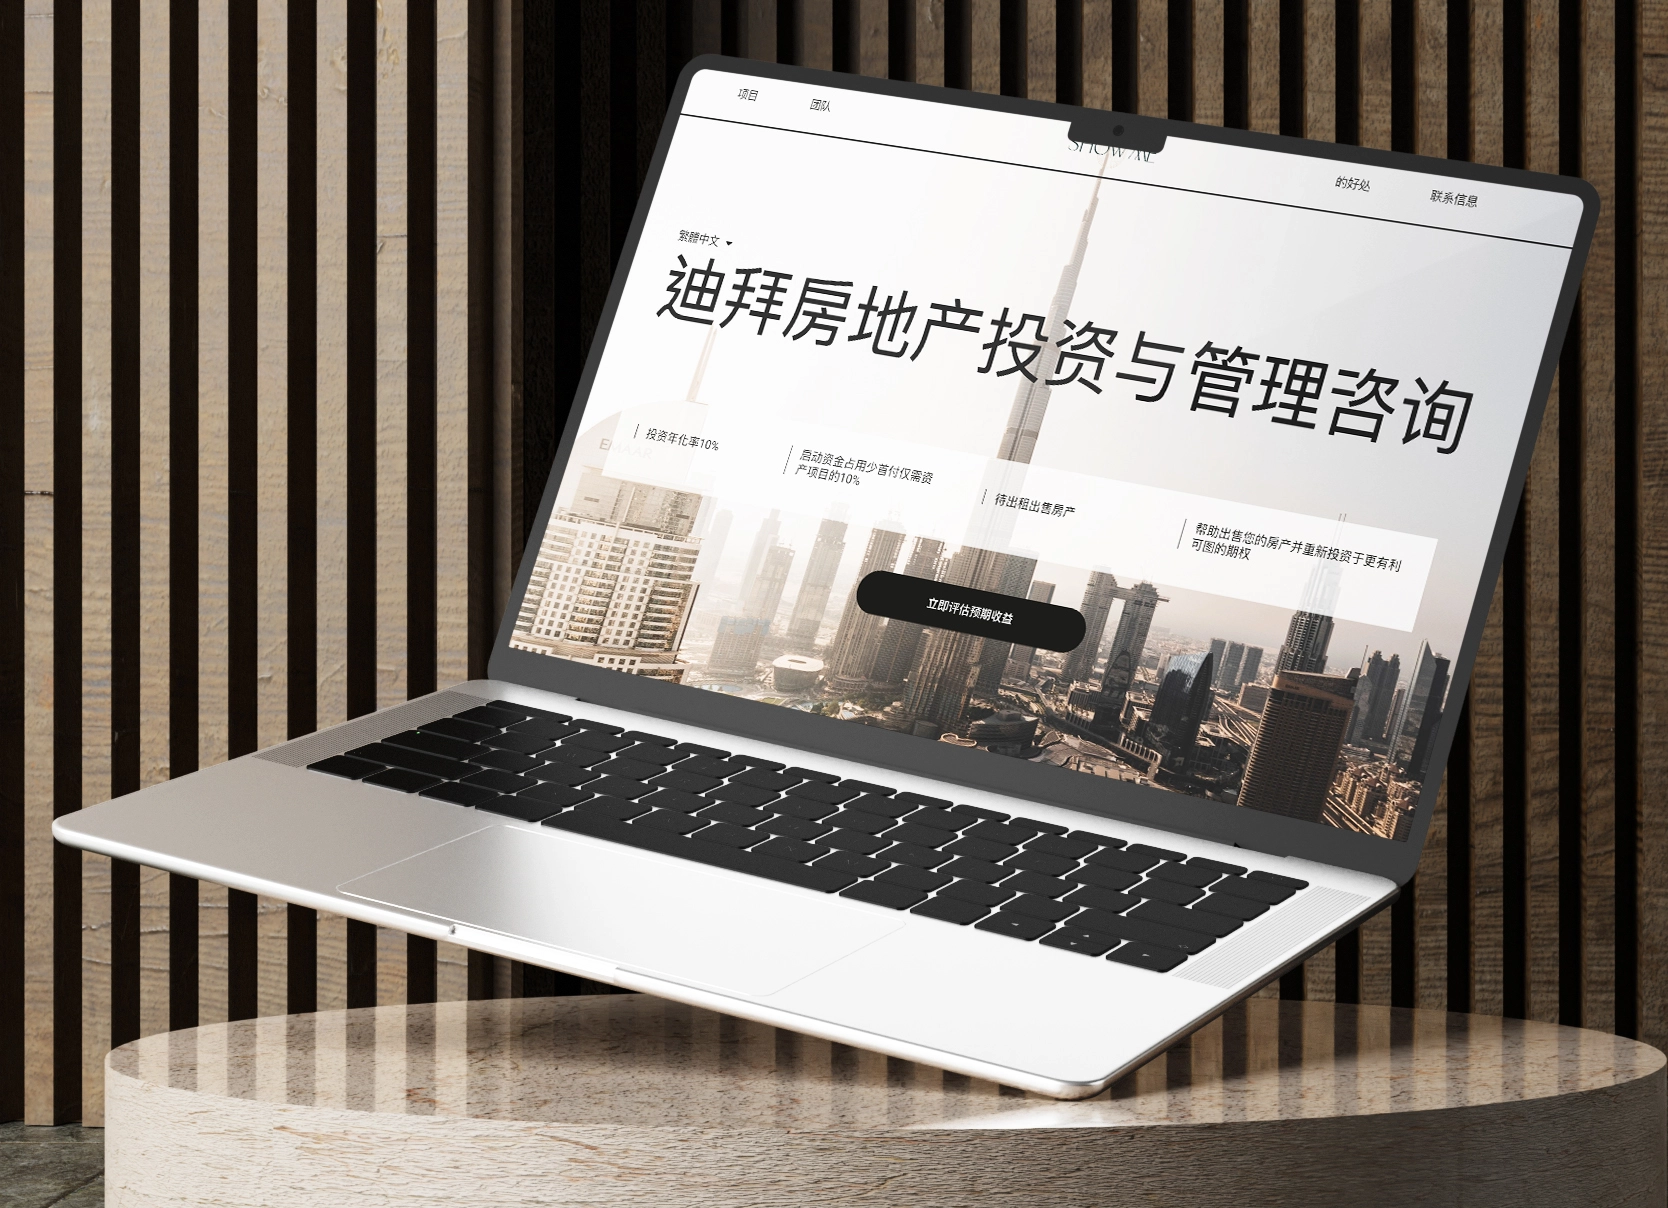 项目
团队
SHOW ME
的好处
联系信息
繁體中文
迪拜房地产投资与管理咨询
投资年化率10%
启动资金占用少首付仅需资
产项目的10%
待出租出售房产
帮助出售您的房产并重新投资于更有利
可图的期权
立即评估预期收益